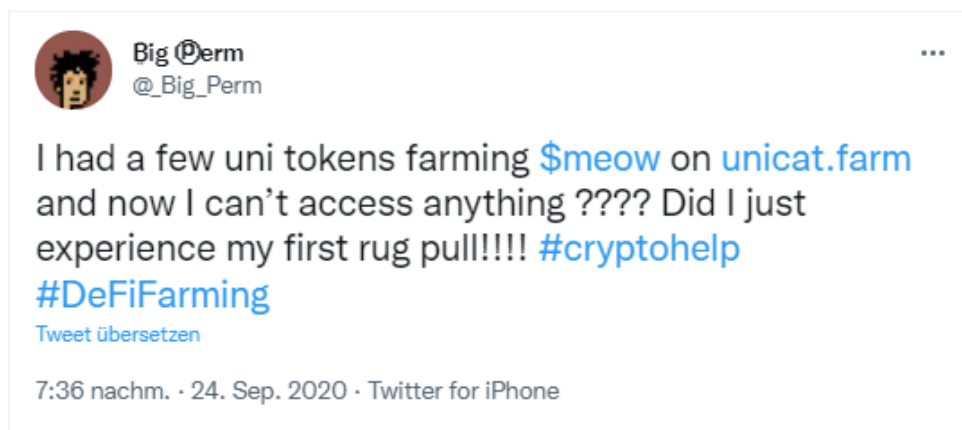 Big Ⓟerm
@_Big_Perm
I had a few uni tokens farming $meow on unicat.farm
and now I can’t access anything ???? Did I just
experience my first rug pull!!!! #cryptohelp
#DeFiFarming
Tweet übersetzen
7:36 nachm. · 24. Sep. 2020 · Twitter for iPhone